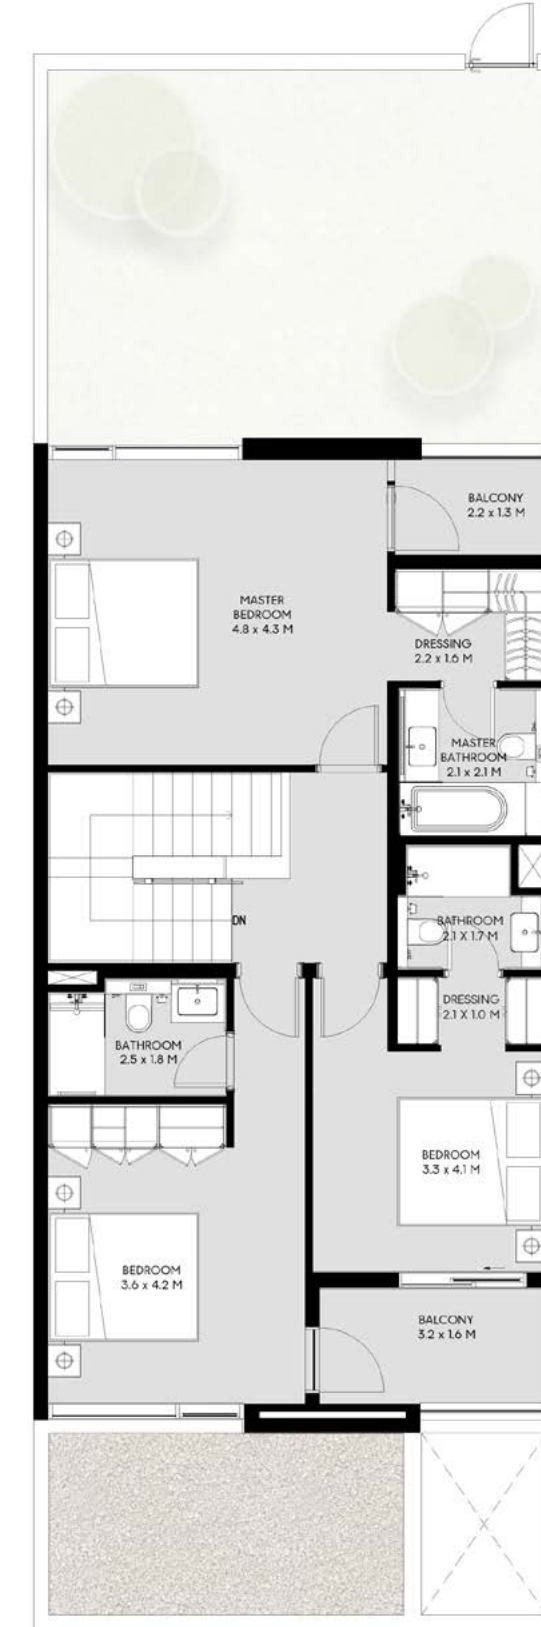 BALCONY
2.2 x 1.3 M
MASTER
BEDROOM
4.8 x 4.3 M
DRESSING
2.2 x 1.6 M
MASTER
BATHROOM
2.1 x 2.1 M
DN
BATHROOM
2.1 X 1.7 M
DRESSING
2.1 X 1.0 M
BATHROOM
2.5 x 1.8 M
BEDROOM
3.3 x 4.1 M
BEDROOM
3.6 x 4.2 M
BALCONY
3.2 x 1.6 M